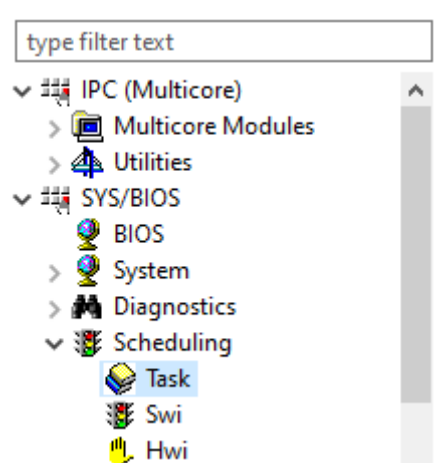 type filter text
IPC (Multicore)
Multicore Modules
Utilities
SYS/BIOS
BIOS
System
Diagnostics
Scheduling
Task
Swi
Hwi